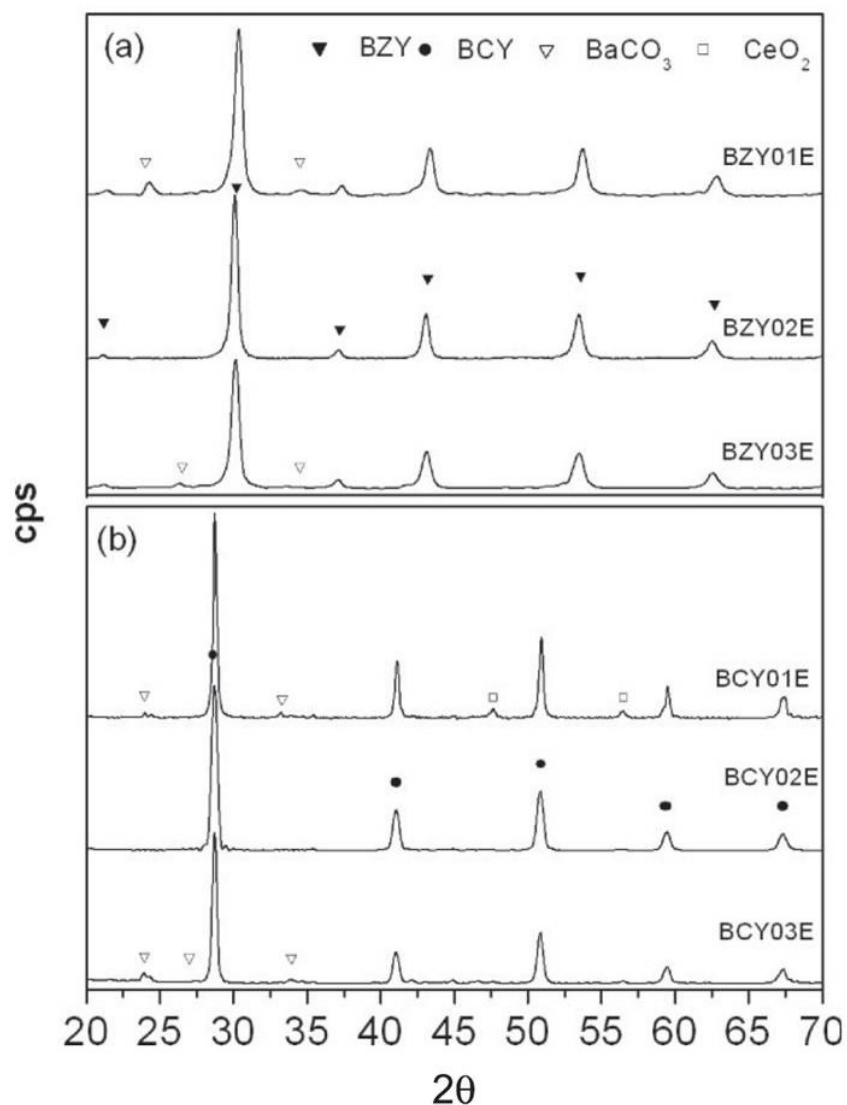 (a) ▼ BZY ● BCY ▽ BaCO₃ □ CeO₂
BZY01E
BZY02E
BZY03E
cps
(b)
BCY01E
BCY02E
BCY03E
20 25 30 35 40 45 50 55 60 65 70
2θ